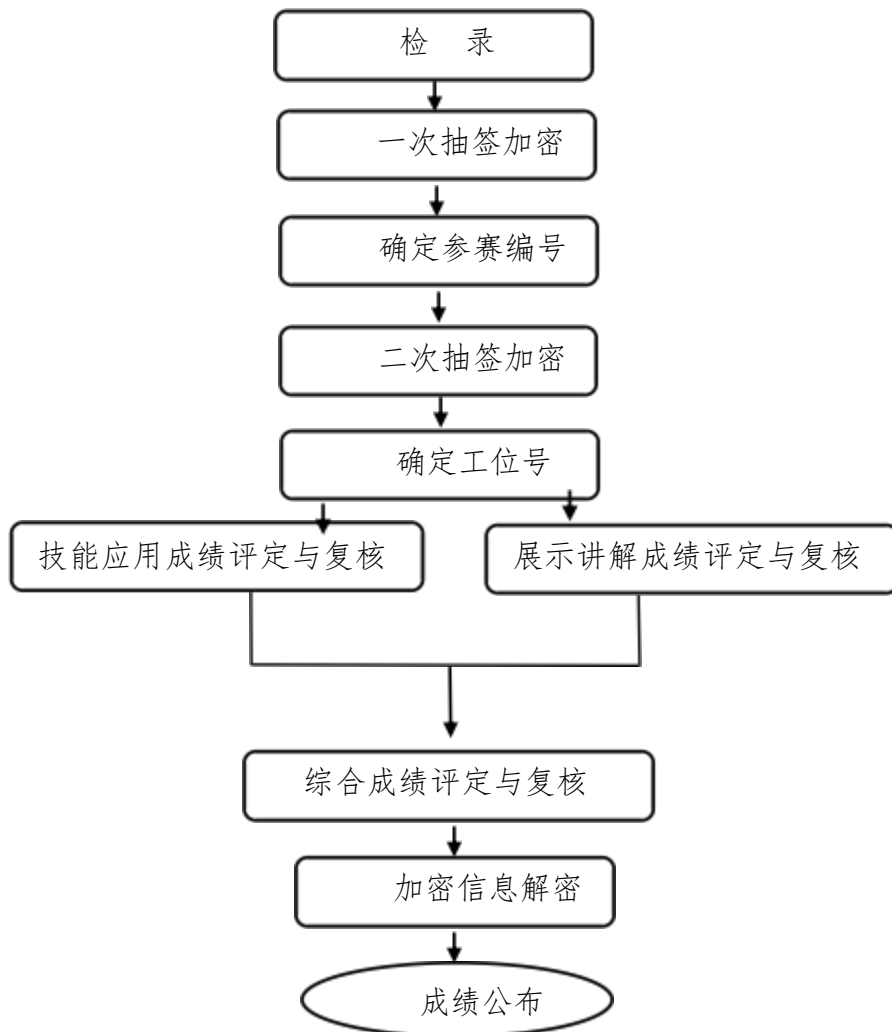 检 录
一次抽签加密
确定参赛编号
二次抽签加密
确定工位号
技能应用成绩评定与复核
展示讲解成绩评定与复核
综合成绩评定与复核
加密信息解密
成绩公布